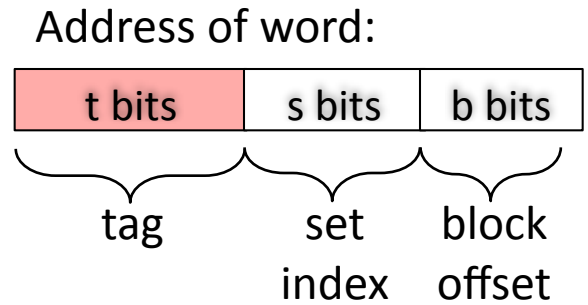 Address of word:
t bits s bits b bits
tag set block
index offset